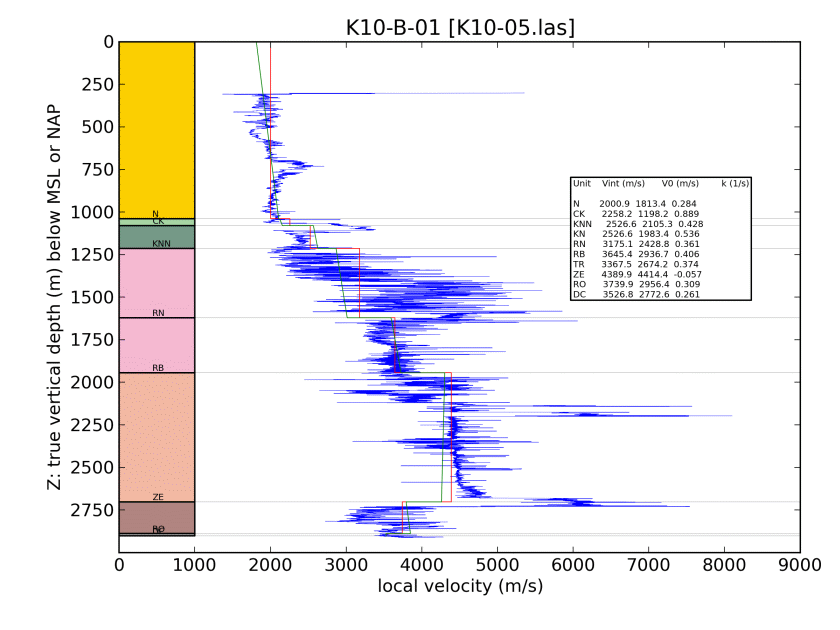 K10-B-01 [K10-05.las]
0
250
500
750
1000
1250
1500
1750
2000
2250
2500
2750
Z: true vertical depth (m) below MSL or NAP
N
CK
KNN
RN
RB
ZE
RO
Unit Vint (m/s) V0 (m/s) k (1/s)
N 2000.9 1813.4 0.284
CK 2258.2 1198.2 0.889
KNN 2526.6 2105.3 0.428
KN 2526.6 1983.4 0.536
RN 3175.1 2428.8 0.361
RB 3645.4 2936.7 0.406
TR 3367.5 2674.2 0.374
ZE 4389.9 4414.4 -0.057
RO 3739.9 2956.4 0.309
DC 3526.8 2772.6 0.261
0 1000 2000 3000 4000 5000 6000 7000 8000 9000
local velocity (m/s)